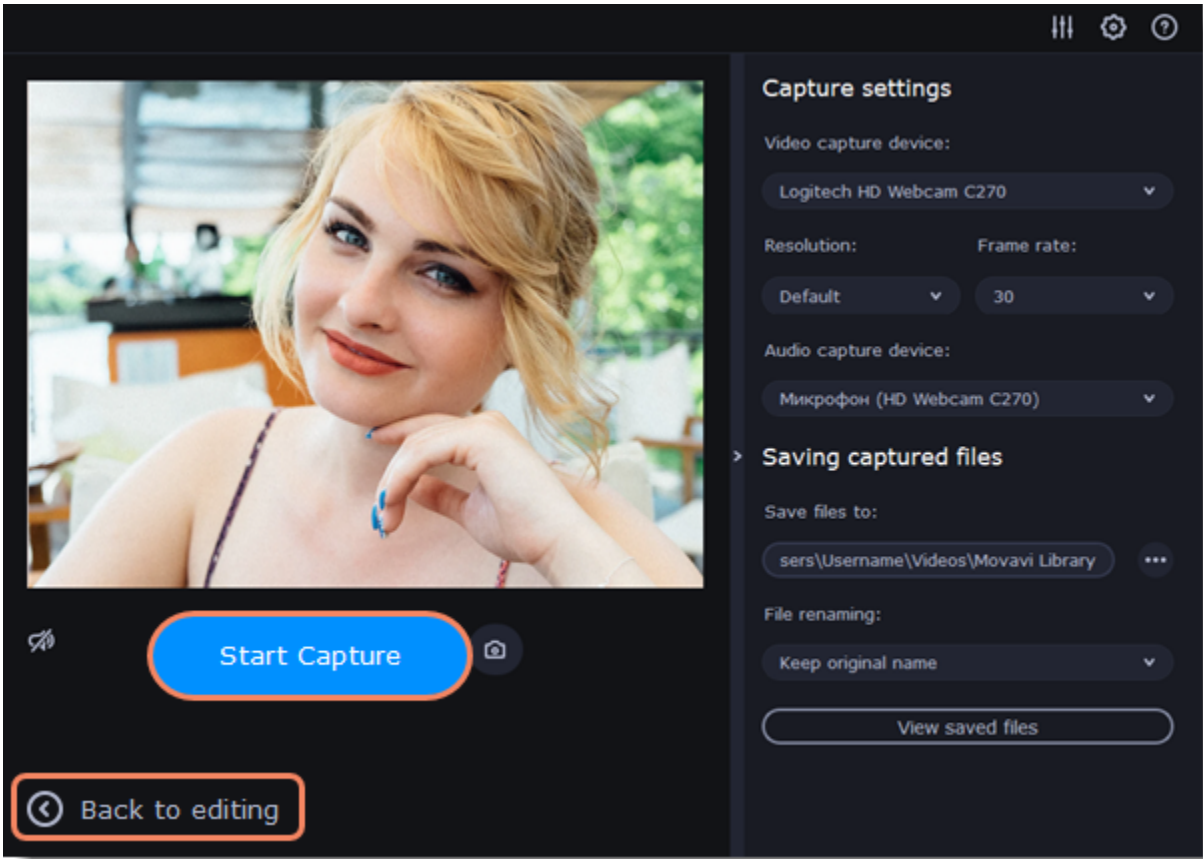 Capture settings
Video capture device:
Logitech HD Webcam C270
Resolution:
Frame rate:
Default
30
Audio capture device:
Микрофон (HD Webcam C270)
Saving captured files
Save files to:
sers\Username\Videos\Movavi Library
File renaming:
Keep original name
View saved files
Start Capture
Back to editing